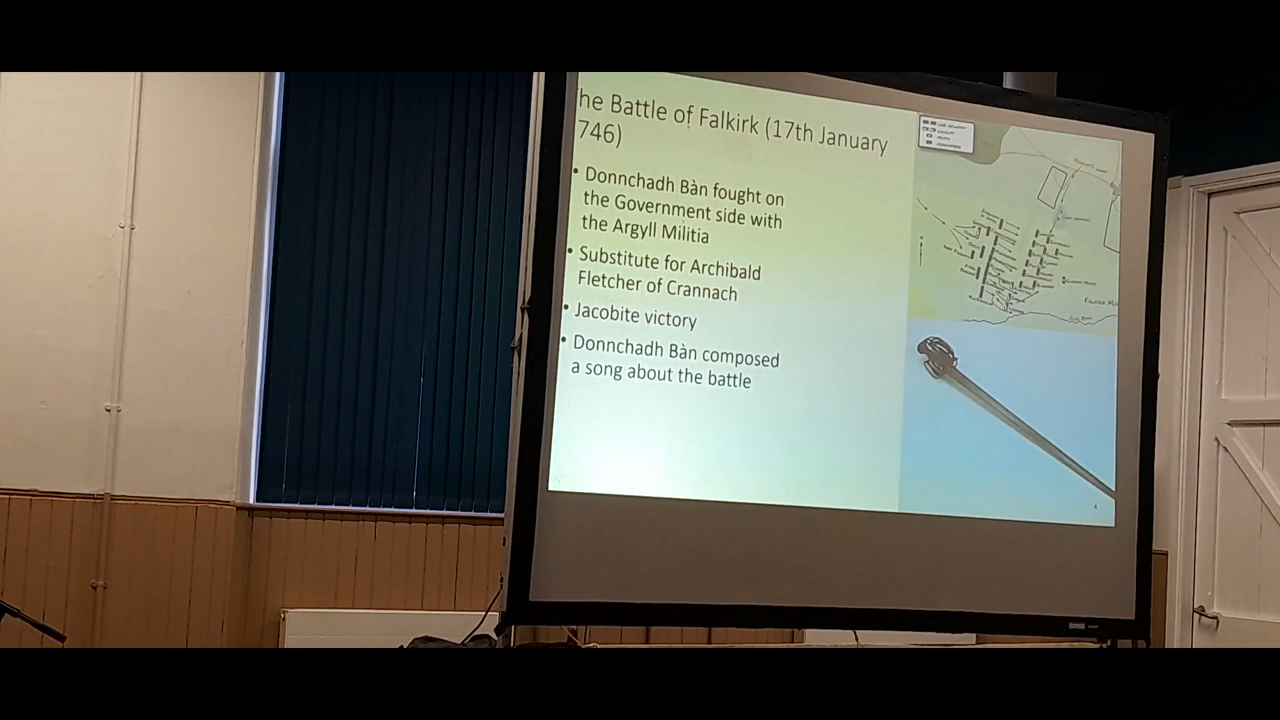 he Battle of Falkirk (17th January
746)
• Donnchadh Bàn fought on
the Government side with
the Argyll Militia
• Substitute for Archibald
Fletcher of Crannach
• Jacobite victory
• Donnchadh Bàn composed
a song about the battle
4